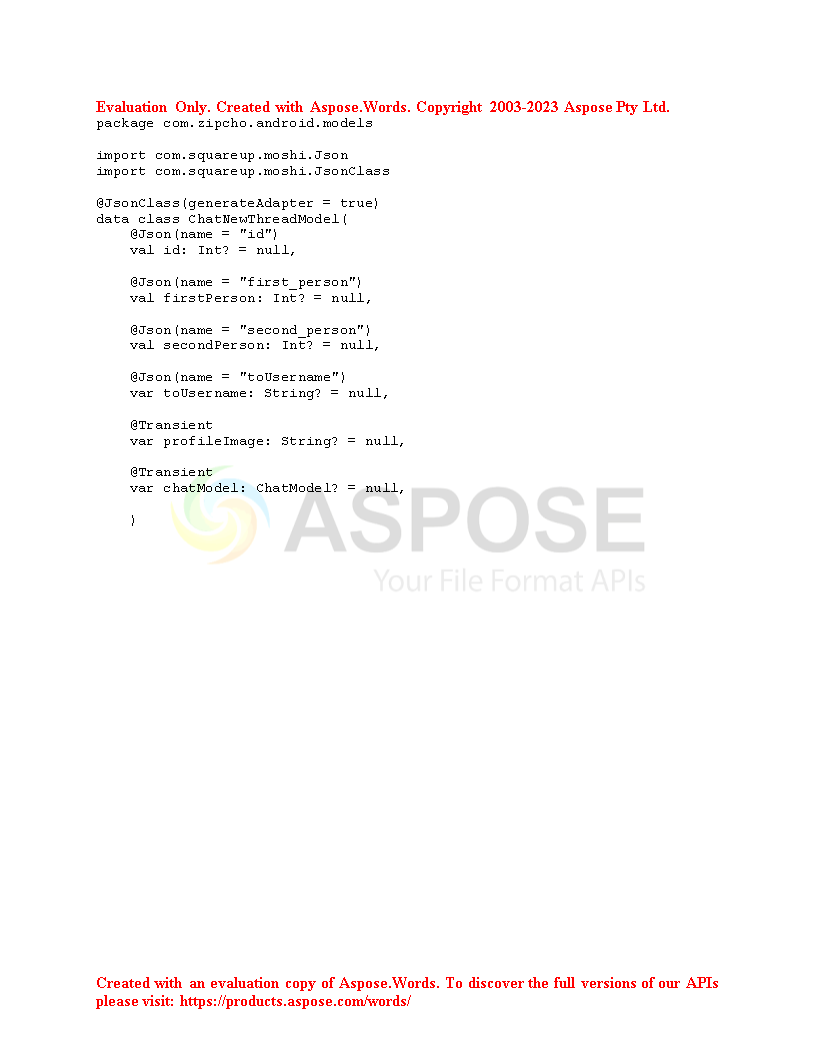 Evaluation Only. Created with Aspose.Words. Copyright 2003-2023 Aspose Pty Ltd.
package com.zipcho.android.models

import com.squareup.moshi.Json
import com.squareup.moshi.JsonClass

@JsonClass(generateAdapter = true)
data class ChatNewThreadModel(
    @Json(name = "id")
    val id: Int? = null,

    @Json(name = "first_person")
    val firstPerson: Int? = null,

    @Json(name = "second_person")
    val secondPerson: Int? = null,

    @Json(name = "toUsername")
    var toUsername: String? = null,

    @Transient
    var profileImage: String? = null,

    @Transient
    var chatModel: ChatModel? = null,

    )
ASPOSE
Your File Format APIs
Created with an evaluation copy of Aspose.Words. To discover the full versions of our APIs
please visit: https://products.aspose.com/words/